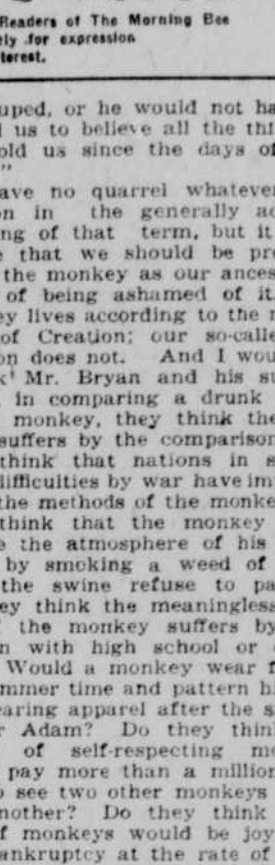 Readers of The Morning Bee
ly for expression
terest.
uped, or he would not ha
us to believe all the thi
old us since the days of
"
ave no quarrel whatever
on in the generally ac
ng of that term, but it
e that we should be pr
the monkey as our ances
of being ashamed of it
ey lives according to the
of Creation; our so-calle
on does not. And I wou
Mr. Bryan and his su
in comparing a drunk
monkey, they think the
suffers by the comparison
think that nations in s
difficulties by war have im
the methods of the monke
think that the monkey
e the atmosphere of his
by smoking a weed of
the swine refuse to pa
ey think the meaningless
the monkey suffers by
n with high school or
Would a monkey wear f
mmer time and pattern h
earing apparel after the s
r Adam? Do they thin
of self-respecting me
pay more than a million
o see two other monkeys
nother? Do they think
f monkeys would be joy
ankruptcy at the rate of